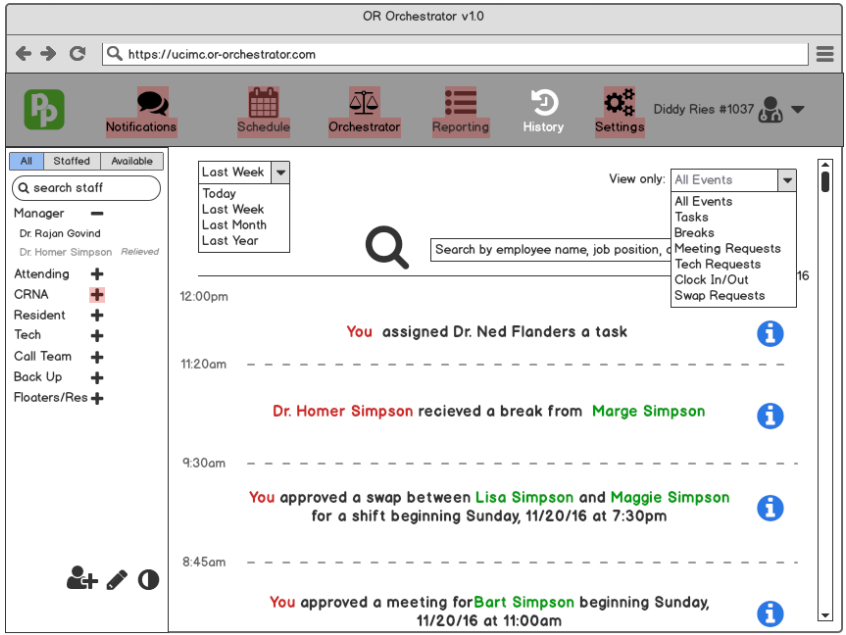 OR Orchestrator v1.0
https://ucimc.or-orchestrator.com
Pp
Notifications
Schedule
Orchestrator
Reporting
History
Settings
Diddy Ries #1037
All Staffed Available
search staff
Manager
Dr. Rajan Govind
Dr. Homer Simpson Relieved
Attending
CRNA
Resident
Tech
Call Team
Back Up
Floaters/Res
Last Week
Today
Last Week
Last Month
Last Year
View only: All Events
All Events
Tasks
Breaks
Meeting Requests
Tech Requests
Clock In/Out
Swap Requests
Search by employee name, job position,
16
12:00pm
You assigned Dr. Ned Flanders a task
11:20am
Dr. Homer Simpson recieved a break from Marge Simpson
9:30am
You approved a swap between Lisa Simpson and Maggie Simpson
for a shift beginning Sunday, 11/20/16 at 7:30pm
8:45am
You approved a meeting forBart Simpson beginning Sunday,
11/20/16 at 11:00am